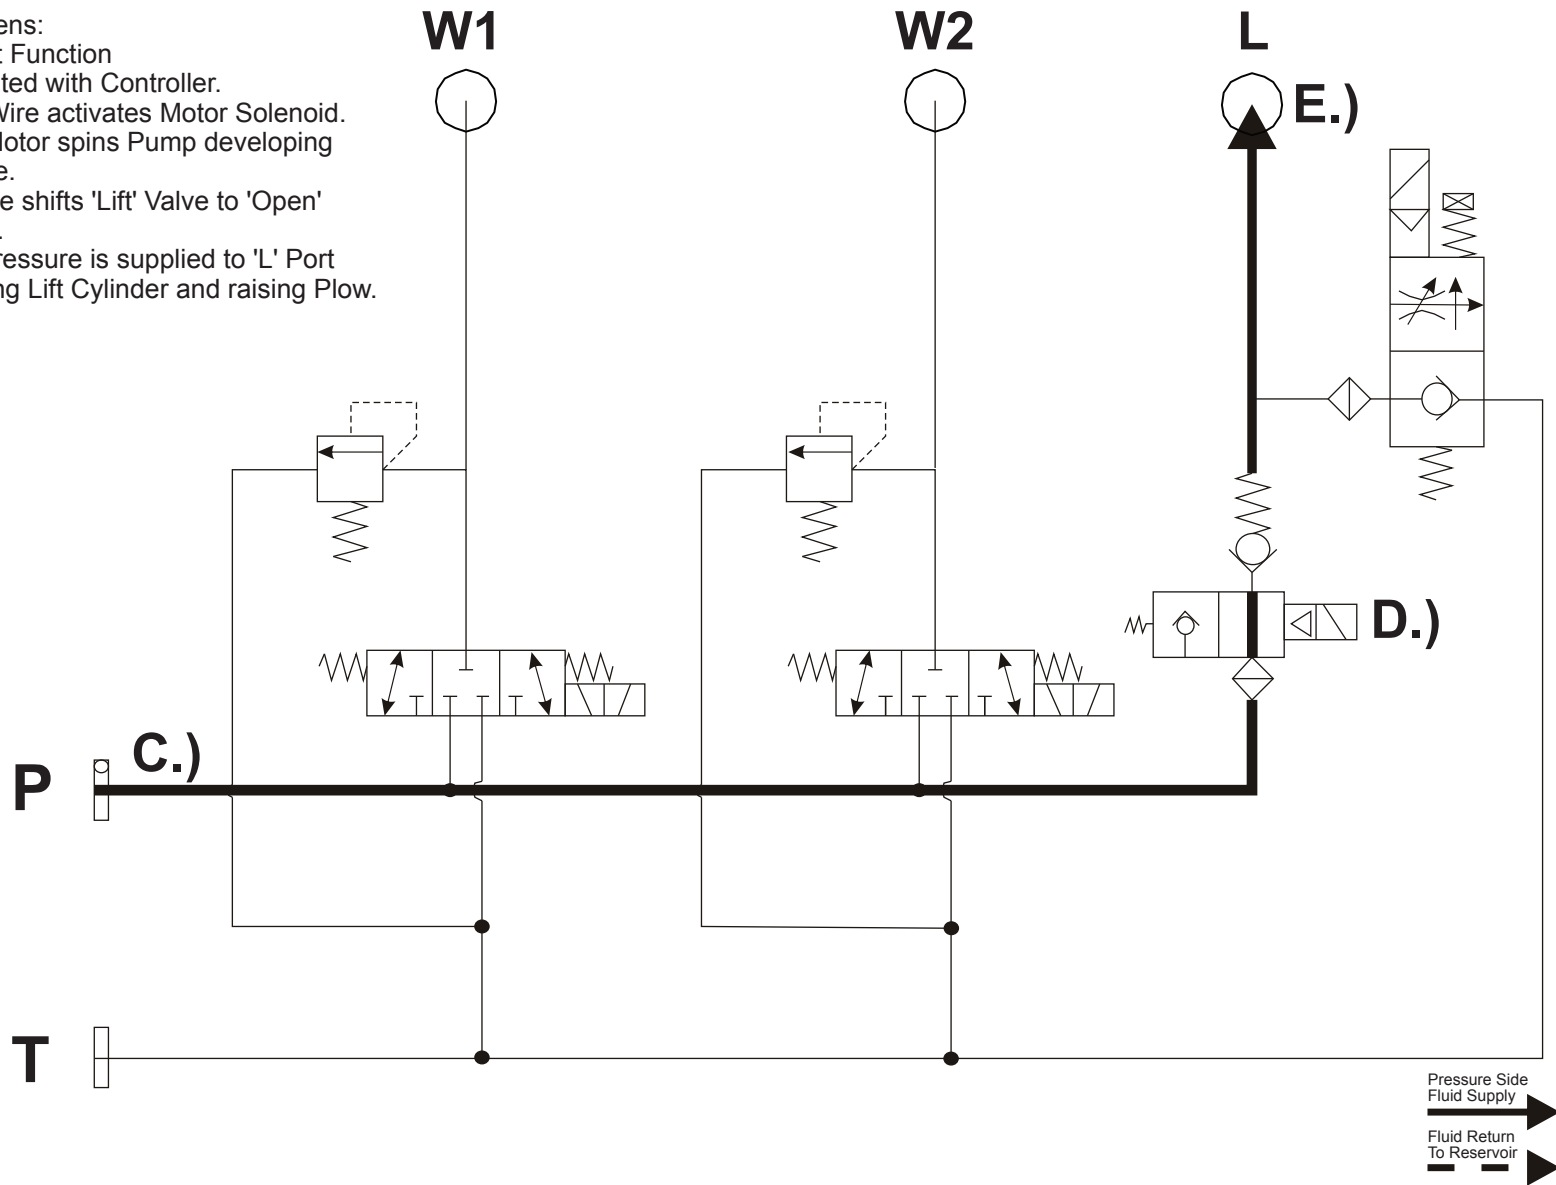 ens:
t Function
ted with Controller.
Wire activates Motor Solenoid.
Motor spins Pump developing
e.
e shifts 'Lift' Valve to 'Open'
.
ressure is supplied to 'L' Port
ng Lift Cylinder and raising Plow.
W1
W2
L
E.)
D.)
C.)
P
T
Pressure Side
Fluid Supply
Fluid Return
To Reservoir